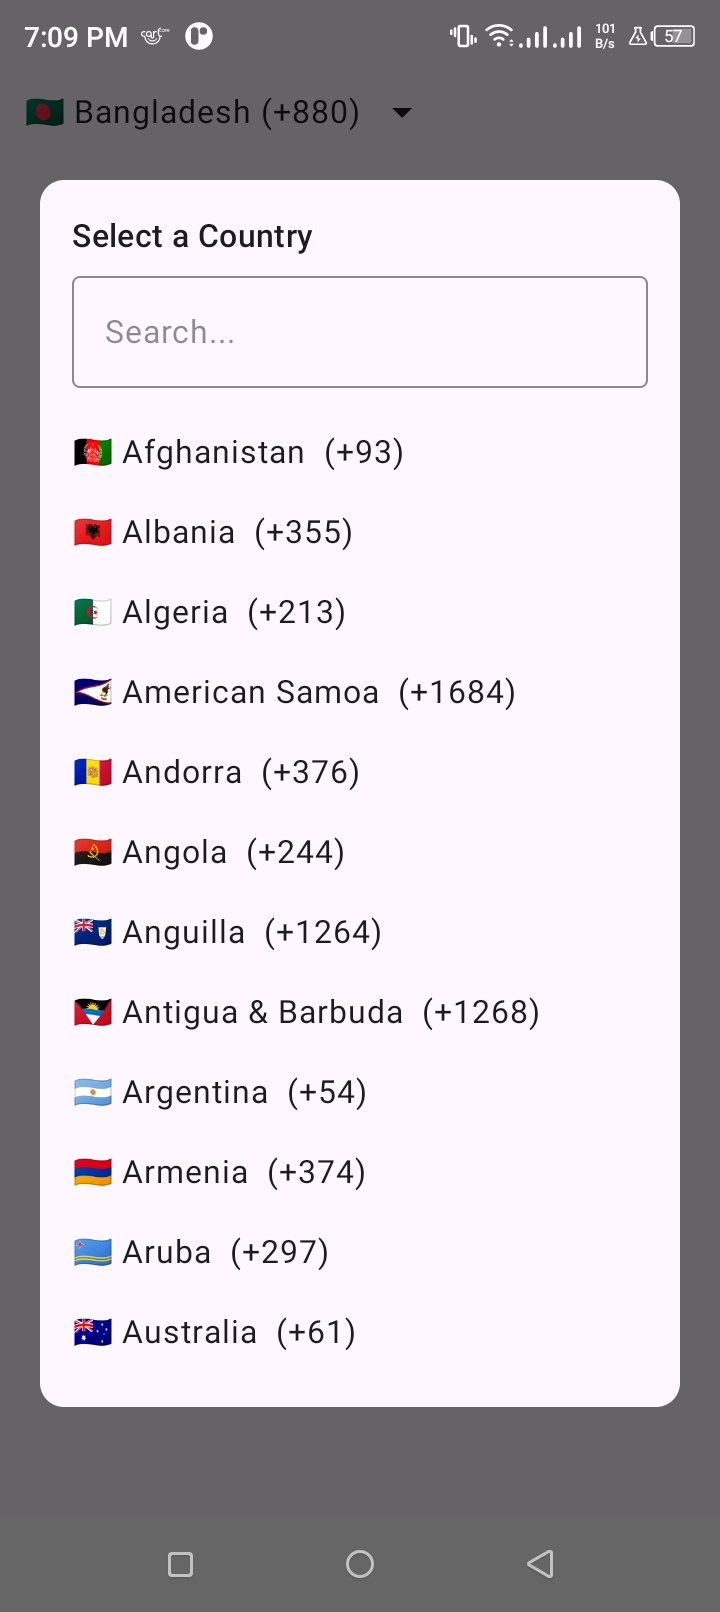 7:09 PM
101
B/s
57
Bangladesh (+880)
Select a Country
Search...
Afghanistan (+93)
Albania (+355)
Algeria (+213)
American Samoa (+1684)
Andorra (+376)
Angola (+244)
Anguilla (+1264)
Antigua & Barbuda (+1268)
Argentina (+54)
Armenia (+374)
Aruba (+297)
Australia (+61)